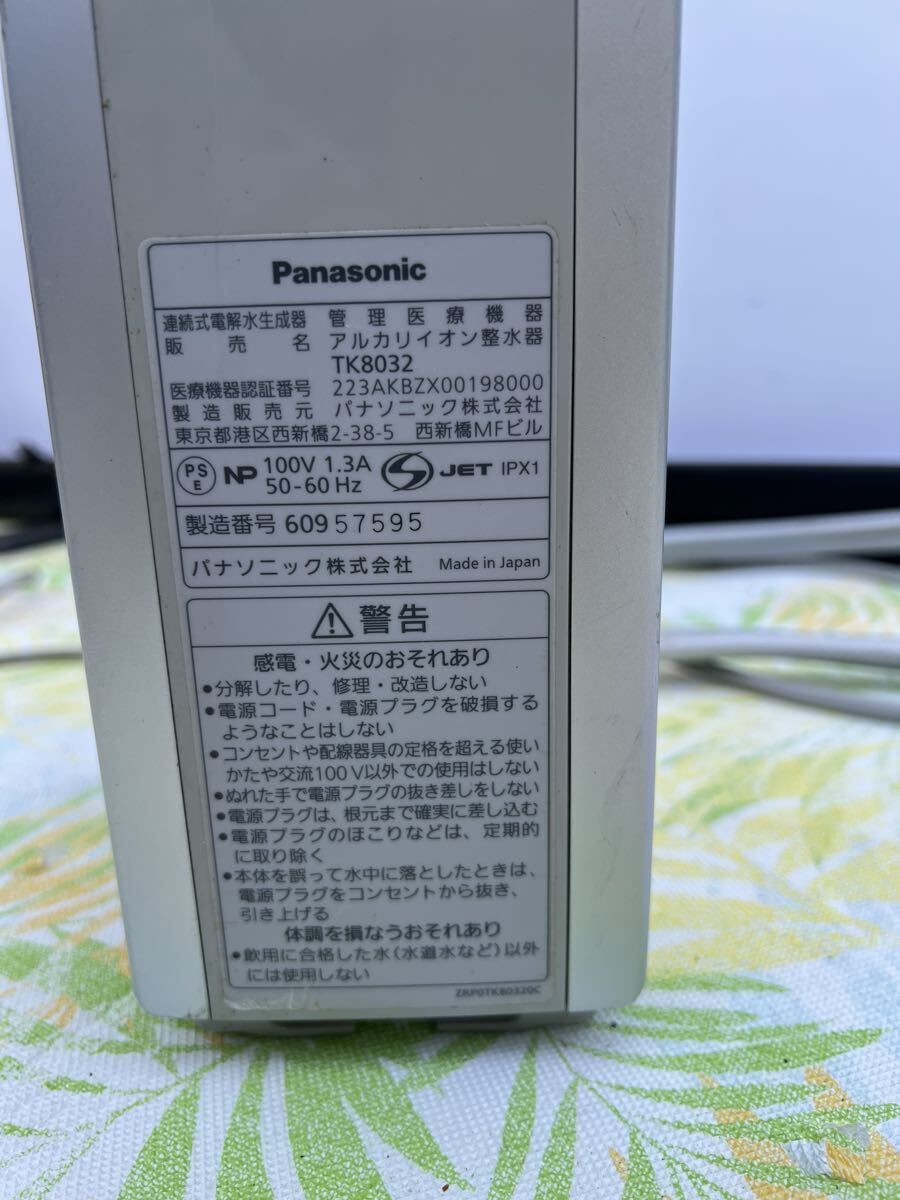 Panasonic
連続式電解水生成器 管理医療機器
販売名 アルカリイオン整水器
TK8032
医療機器認証番号 223AKBZX00198000
製造販売元 パナソニック株式会社
東京都港区西新橋2-38-5 西新橋MFビル
PS E NP 100V 1.3A 50-60 Hz JET IPX1
製造番号 60957595
パナソニック株式会社 Made in Japan
警告
感電・火災のおそれあり
●分解したり、修理・改造しない
●電源コード・電源プラグを破損する
ようなことはしない
●コンセントや配線器具の定格を超える使い
かたや交流100V以外での使用はしない
●ぬれた手で電源プラグの抜き差しをしない
●電源プラグは、根元まで確実に差し込む
●電源プラグのほこりなどは、定期的
に取り除く
●本体を誤って水中に落としたときは、
電源プラグをコンセントから抜き、
引き上げる
体調を損なうおそれあり
●飲用に合格した水(水道水など)以外
には使用しない
ZRP0TK80320C